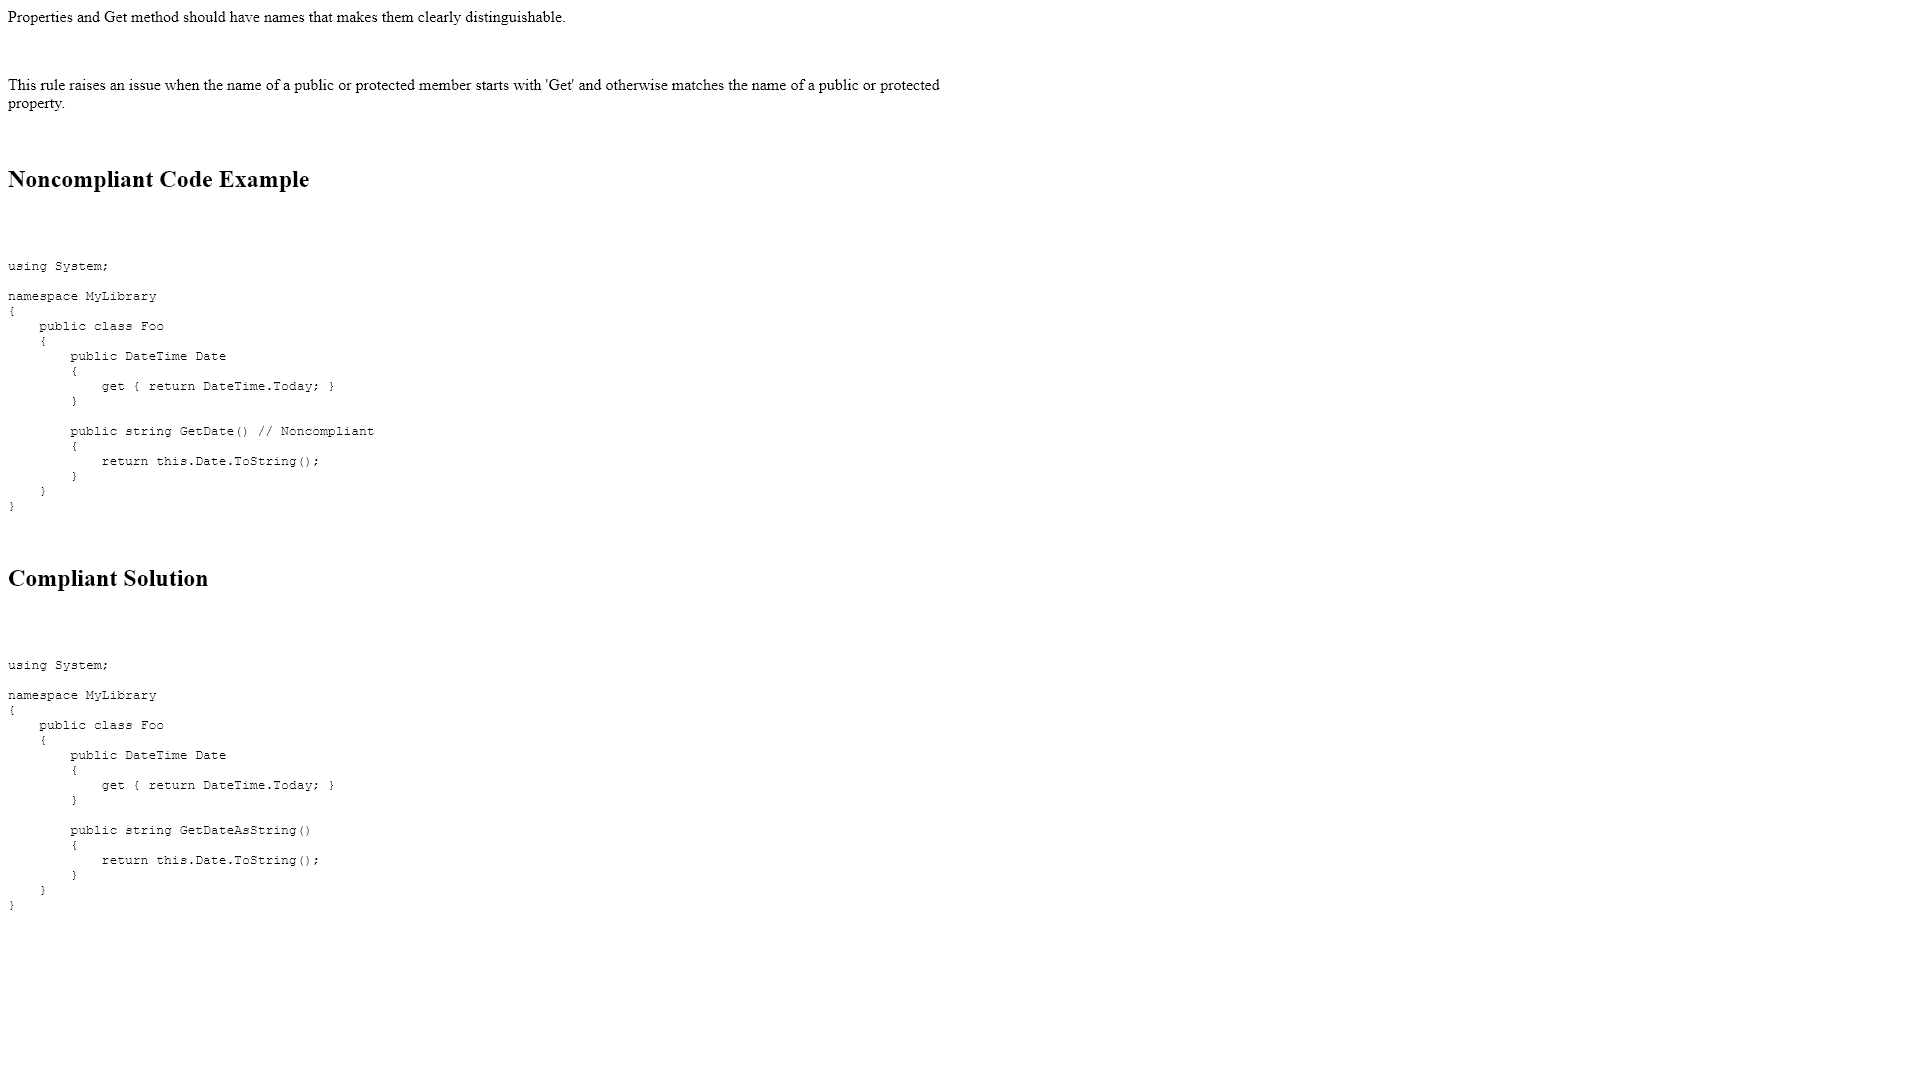 Properties and Get method should have names that makes them clearly distinguishable.
This rule raises an issue when the name of a public or protected member starts with 'Get' and otherwise matches the name of a public or protected
property.
Noncompliant Code Example
using System;
namespace MyLibrary
{
    public class Foo
    {
        public DateTime Date
        {
            get { return DateTime.Today; }
        }
        public string GetDate() // Noncompliant
        {
            return this.Date.ToString();
        }
    }
}
Compliant Solution
using System;
namespace MyLibrary
{
    public class Foo
    {
        public DateTime Date
        {
            get { return DateTime.Today; }
        }
        public string GetDateAsString()
        {
            return this.Date.ToString();
        }
    }
}